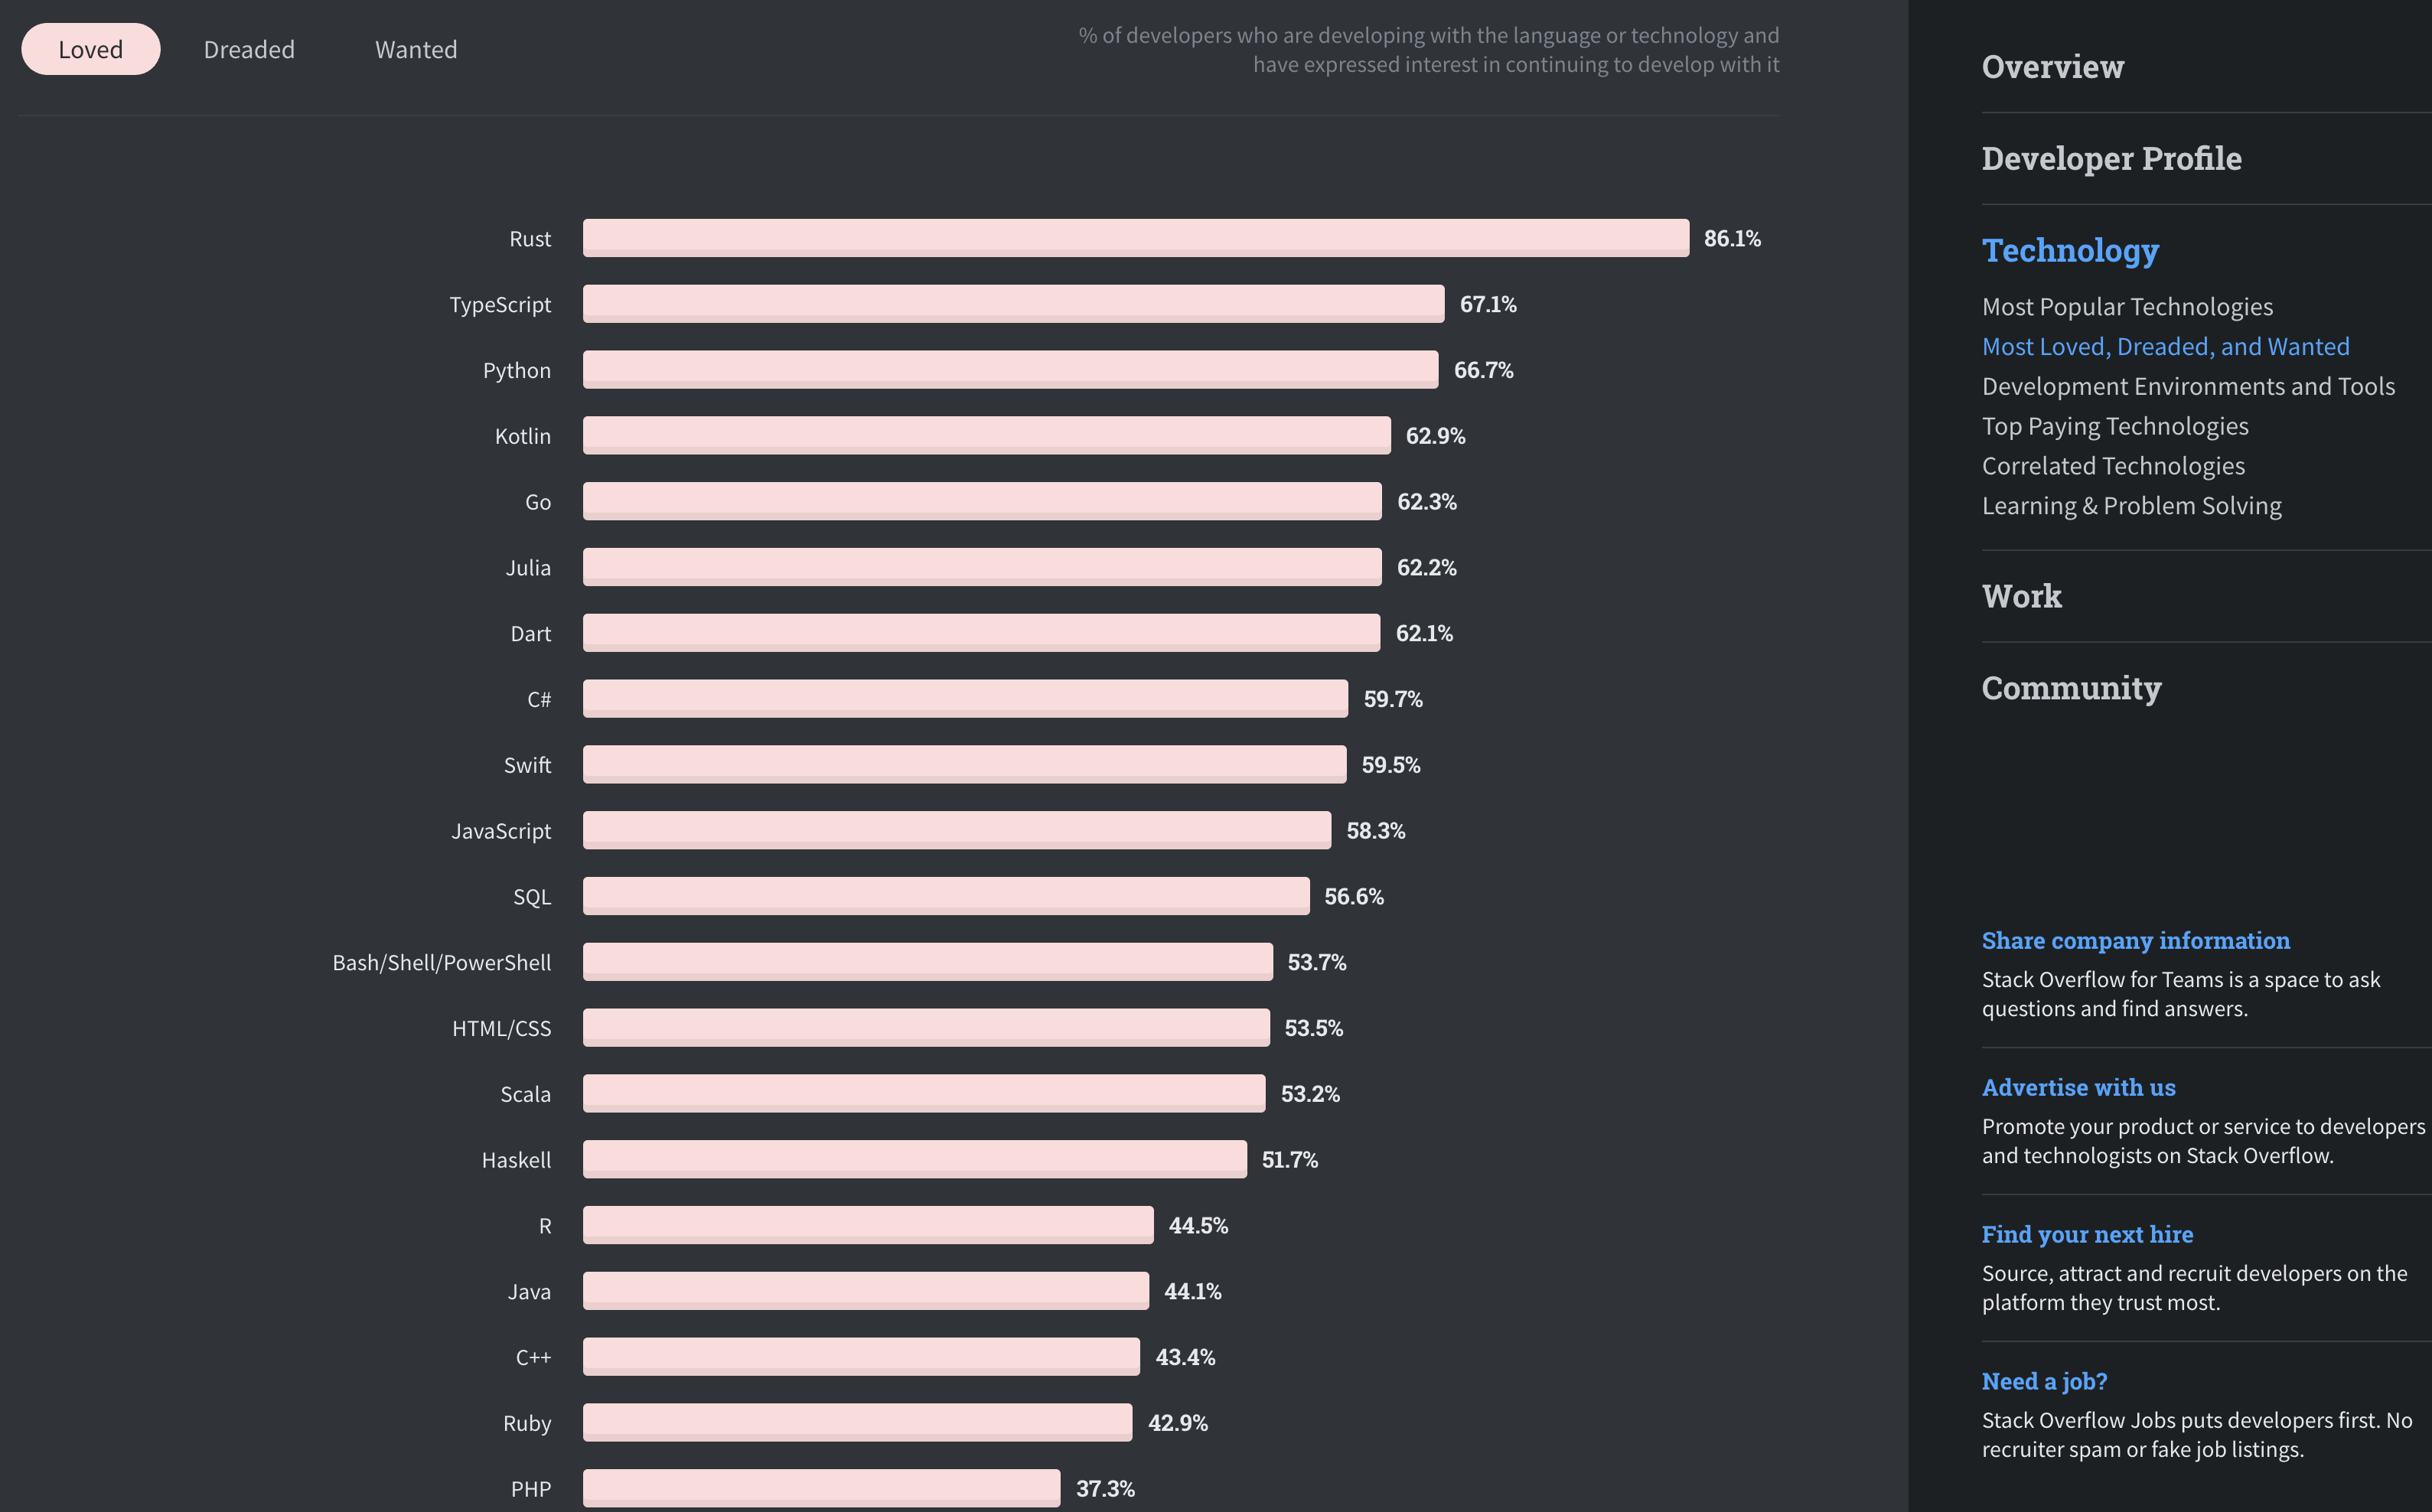 Loved Dreaded Wanted
% of developers who are developing with the language or technology and
have expressed interest in continuing to develop with it
Rust 86.1%
TypeScript 67.1%
Python 66.7%
Kotlin 62.9%
Go 62.3%
Julia 62.2%
Dart 62.1%
C# 59.7%
Swift 59.5%
JavaScript 58.3%
SQL 56.6%
Bash/Shell/PowerShell 53.7%
HTML/CSS 53.5%
Scala 53.2%
Haskell 51.7%
R 44.5%
Java 44.1%
C++ 43.4%
Ruby 42.9%
PHP 37.3%
Overview
Developer Profile
Technology
Most Popular Technologies
Most Loved, Dreaded, and Wanted
Development Environments and Tools
Top Paying Technologies
Correlated Technologies
Learning & Problem Solving
Work
Community
Share company information
Stack Overflow for Teams is a space to ask
questions and find answers.
Advertise with us
Promote your product or service to developers
and technologists on Stack Overflow.
Find your next hire
Source, attract and recruit developers on the
platform they trust most.
Need a job?
Stack Overflow Jobs puts developers first. No
recruiter spam or fake job listings.